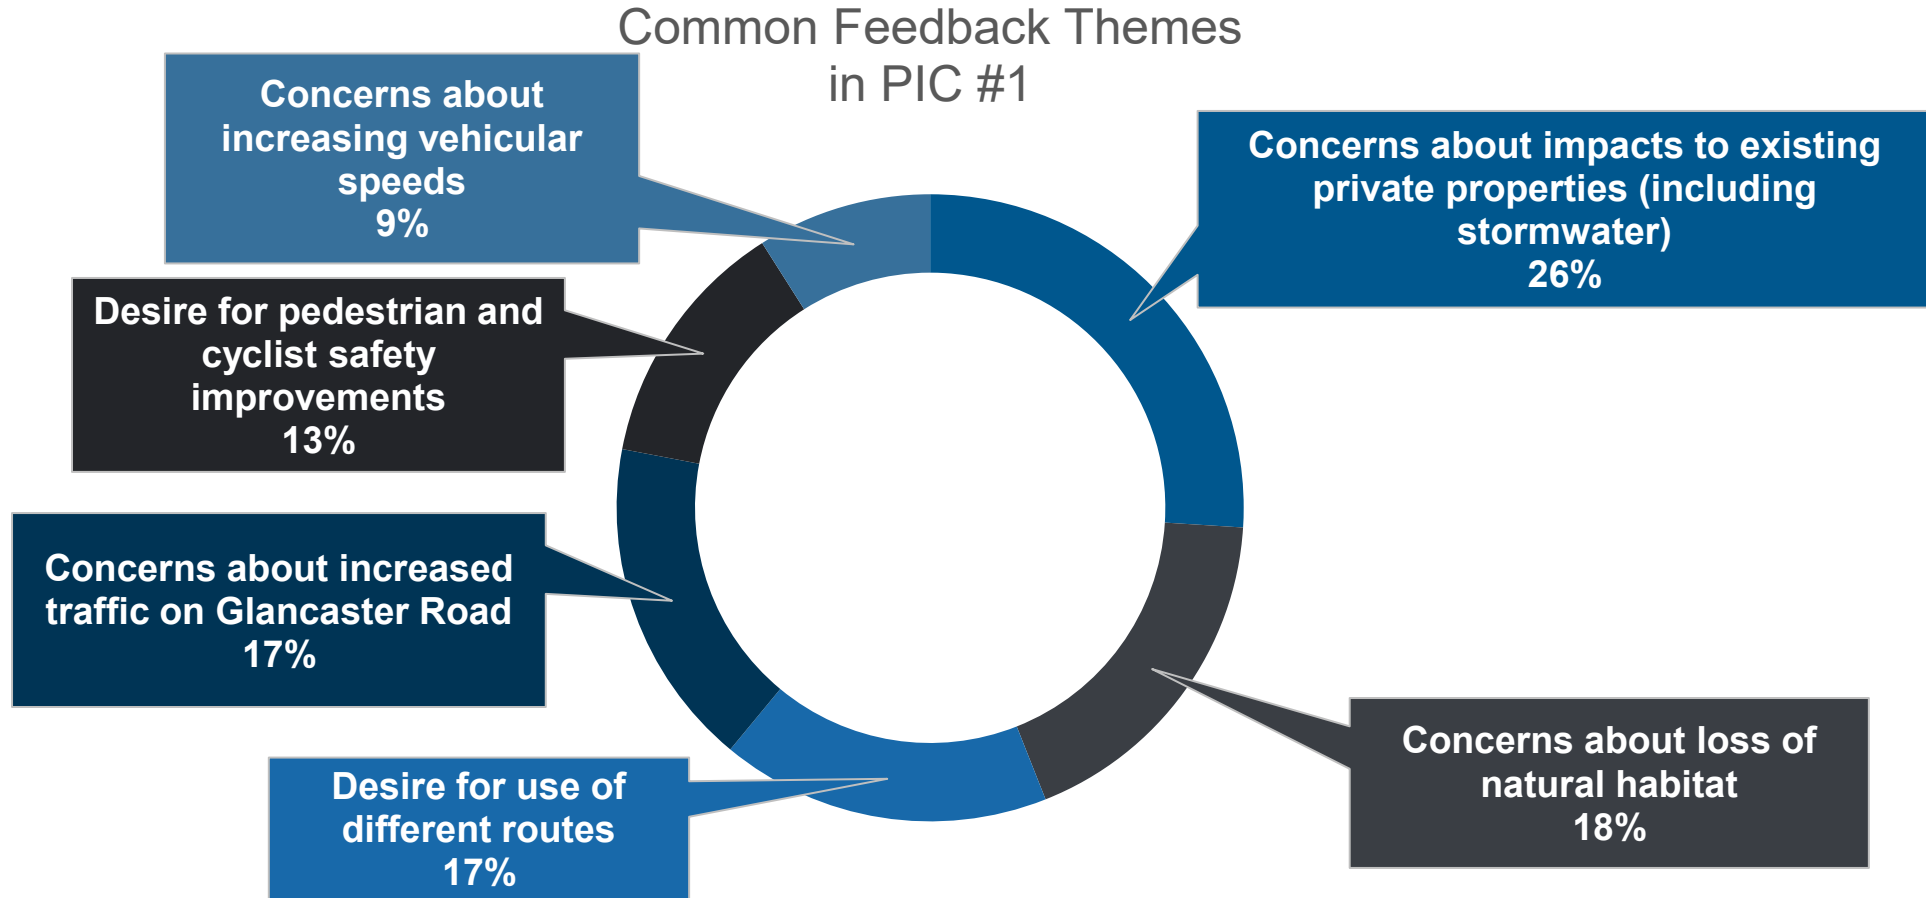 Common Feedback Themes
in PIC #1
Concerns about
increasing vehicular
speeds
9%
Concerns about impacts to existing
private properties (including
stormwater)
26%
Desire for pedestrian and
cyclist safety
improvements
13%
Concerns about increased
traffic on Glancaster Road
17%
Desire for use of
different routes
17%
Concerns about loss of
natural habitat
18%